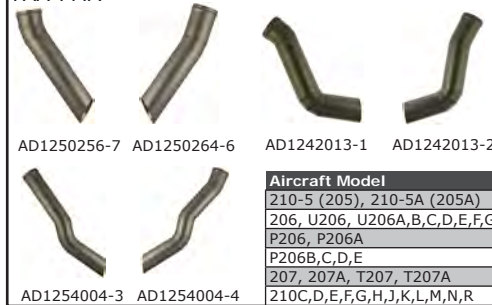 AD1250256-7 AD1250264-6 AD1242013-1 AD1242013-2
AD1254004-3 AD1254004-4
Aircraft Model
210-5 (205), 210-5A (205A)
206, U206, U206A,B,C,D,E,F,G
P206, P206A
P206B,C,D,E
207, 207A, T207, T207A
210C,D,E,F,G,H,J,K,L,M,N,R